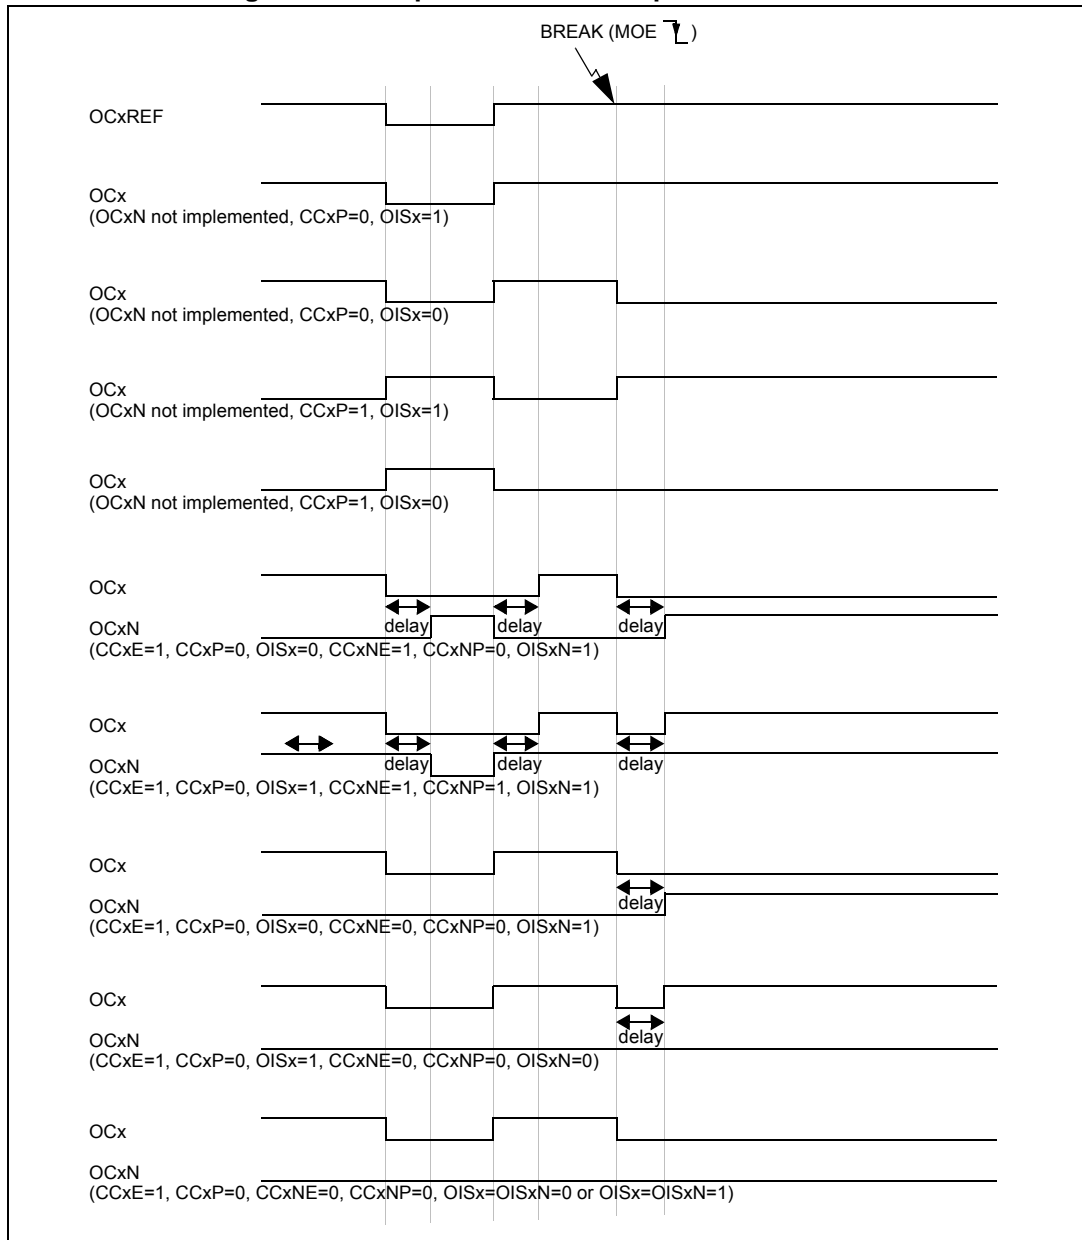 BREAK (MOE )
OCxREF
OCx
(OCxN not implemented, CCxP=0, OISx=1)
OCx
(OCxN not implemented, CCxP=0, OISx=0)
OCx
(OCxN not implemented, CCxP=1, OISx=1)
OCx
(OCxN not implemented, CCxP=1, OISx=0)
OCx
delay delay delay
OCxN
(CCxE=1, CCxP=0, OISx=0, CCxNE=1, CCxNP=0, OISxN=1)
OCx
delay delay delay
OCxN
(CCxE=1, CCxP=0, OISx=1, CCxNE=1, CCxNP=1, OISxN=1)
OCx
delay
OCxN
(CCxE=1, CCxP=0, OISx=0, CCxNE=0, CCxNP=0, OISxN=1)
OCx
delay
OCxN
(CCxE=1, CCxP=0, OISx=1, CCxNE=0, CCxNP=0, OISxN=0)
OCx
OCxN
(CCxE=1, CCxP=0, CCxNE=0, CCxNP=0, OISx=OISxN=0 or OISx=OISxN=1)